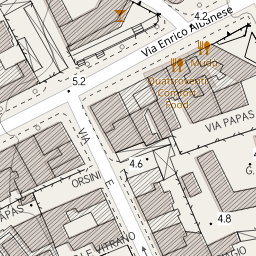 4.2
Via Enrico Albanese
5.2
Mudù
Quattroventi
Comfort
Food
VIA PAPAS
VIA
4.6
ORSINI
G.
PAPAS
4.8
VITRANO